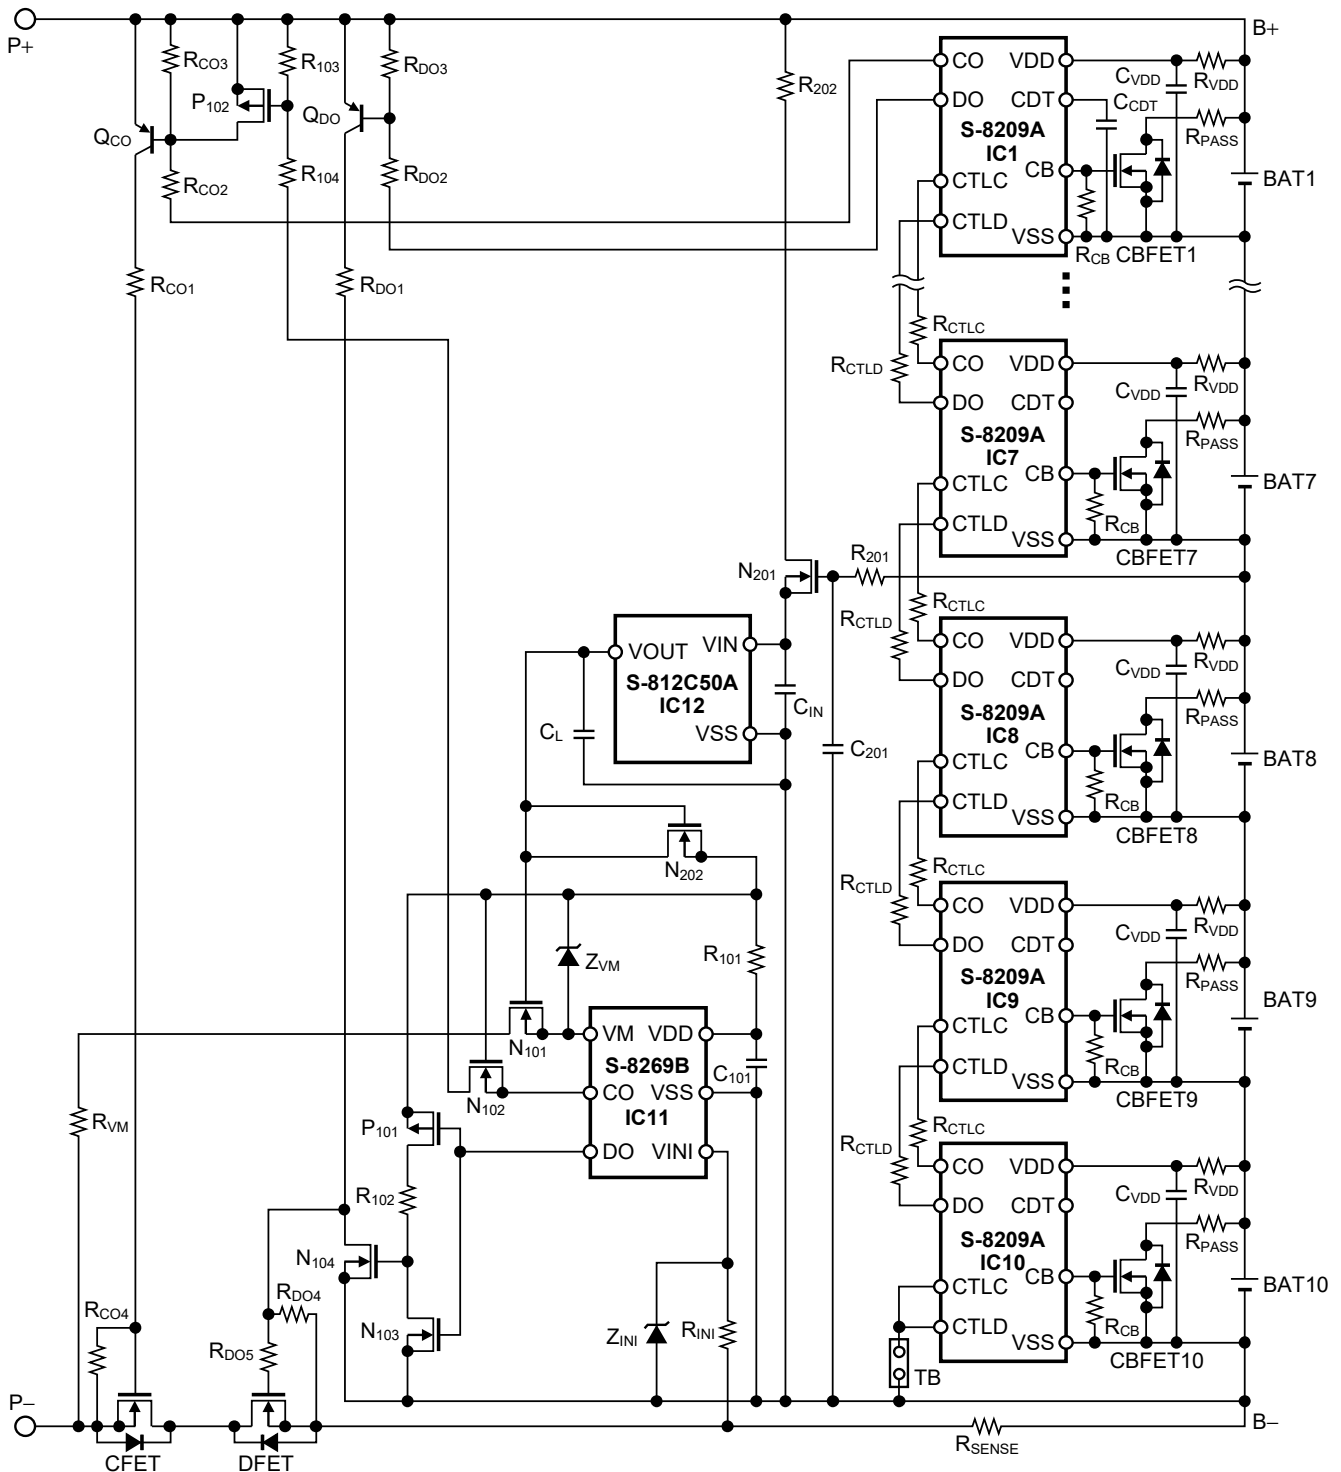 P+
B+
RCO3
R103
RDO3
R202
P102
QCO
QDO
RCO2
R104
RDO2
RCO1
RDO1
CO
VDD
DO
CDT
S-8209A
IC1
CB
CTLC
CTLD
VSS
CVDD
RVDD
CCDT
RPASS
BAT1
RCB
CBFET1
RCTLC
RCTLD
CO
VDD
DO
CDT
S-8209A
IC7
CB
CTLC
CTLD
VSS
CVDD
RVDD
RPASS
BAT7
RCB
CBFET7
R201
N201
RCTLC
RCTLD
VOUT
VIN
S-812C50A
IC12
VSS
CL
CIN
C201
CO
VDD
DO
CDT
S-8209A
IC8
CB
CTLC
CTLD
VSS
CVDD
RVDD
RPASS
BAT8
RCB
CBFET8
N202
RCTLC
RCTLD
ZVM
R101
CO
VDD
DO
CDT
S-8209A
IC9
CB
CTLC
CTLD
VSS
CVDD
RVDD
RPASS
BAT9
RCB
CBFET9
N101
VM
VDD
S-8269B
CO
VSS
IC11
DO
VINI
C101
N102
RVM
P101
R102
N104
N103
RCTLC
RCTLD
CO
VDD
DO
CDT
S-8209A
IC10
CB
CTLC
CTLD
VSS
CVDD
RVDD
RPASS
BAT10
RCB
CBFET10
RCO4
RDO4
RDO5
ZINI
RINI
TB
P−
B−
CFET
DFET
RSENSE